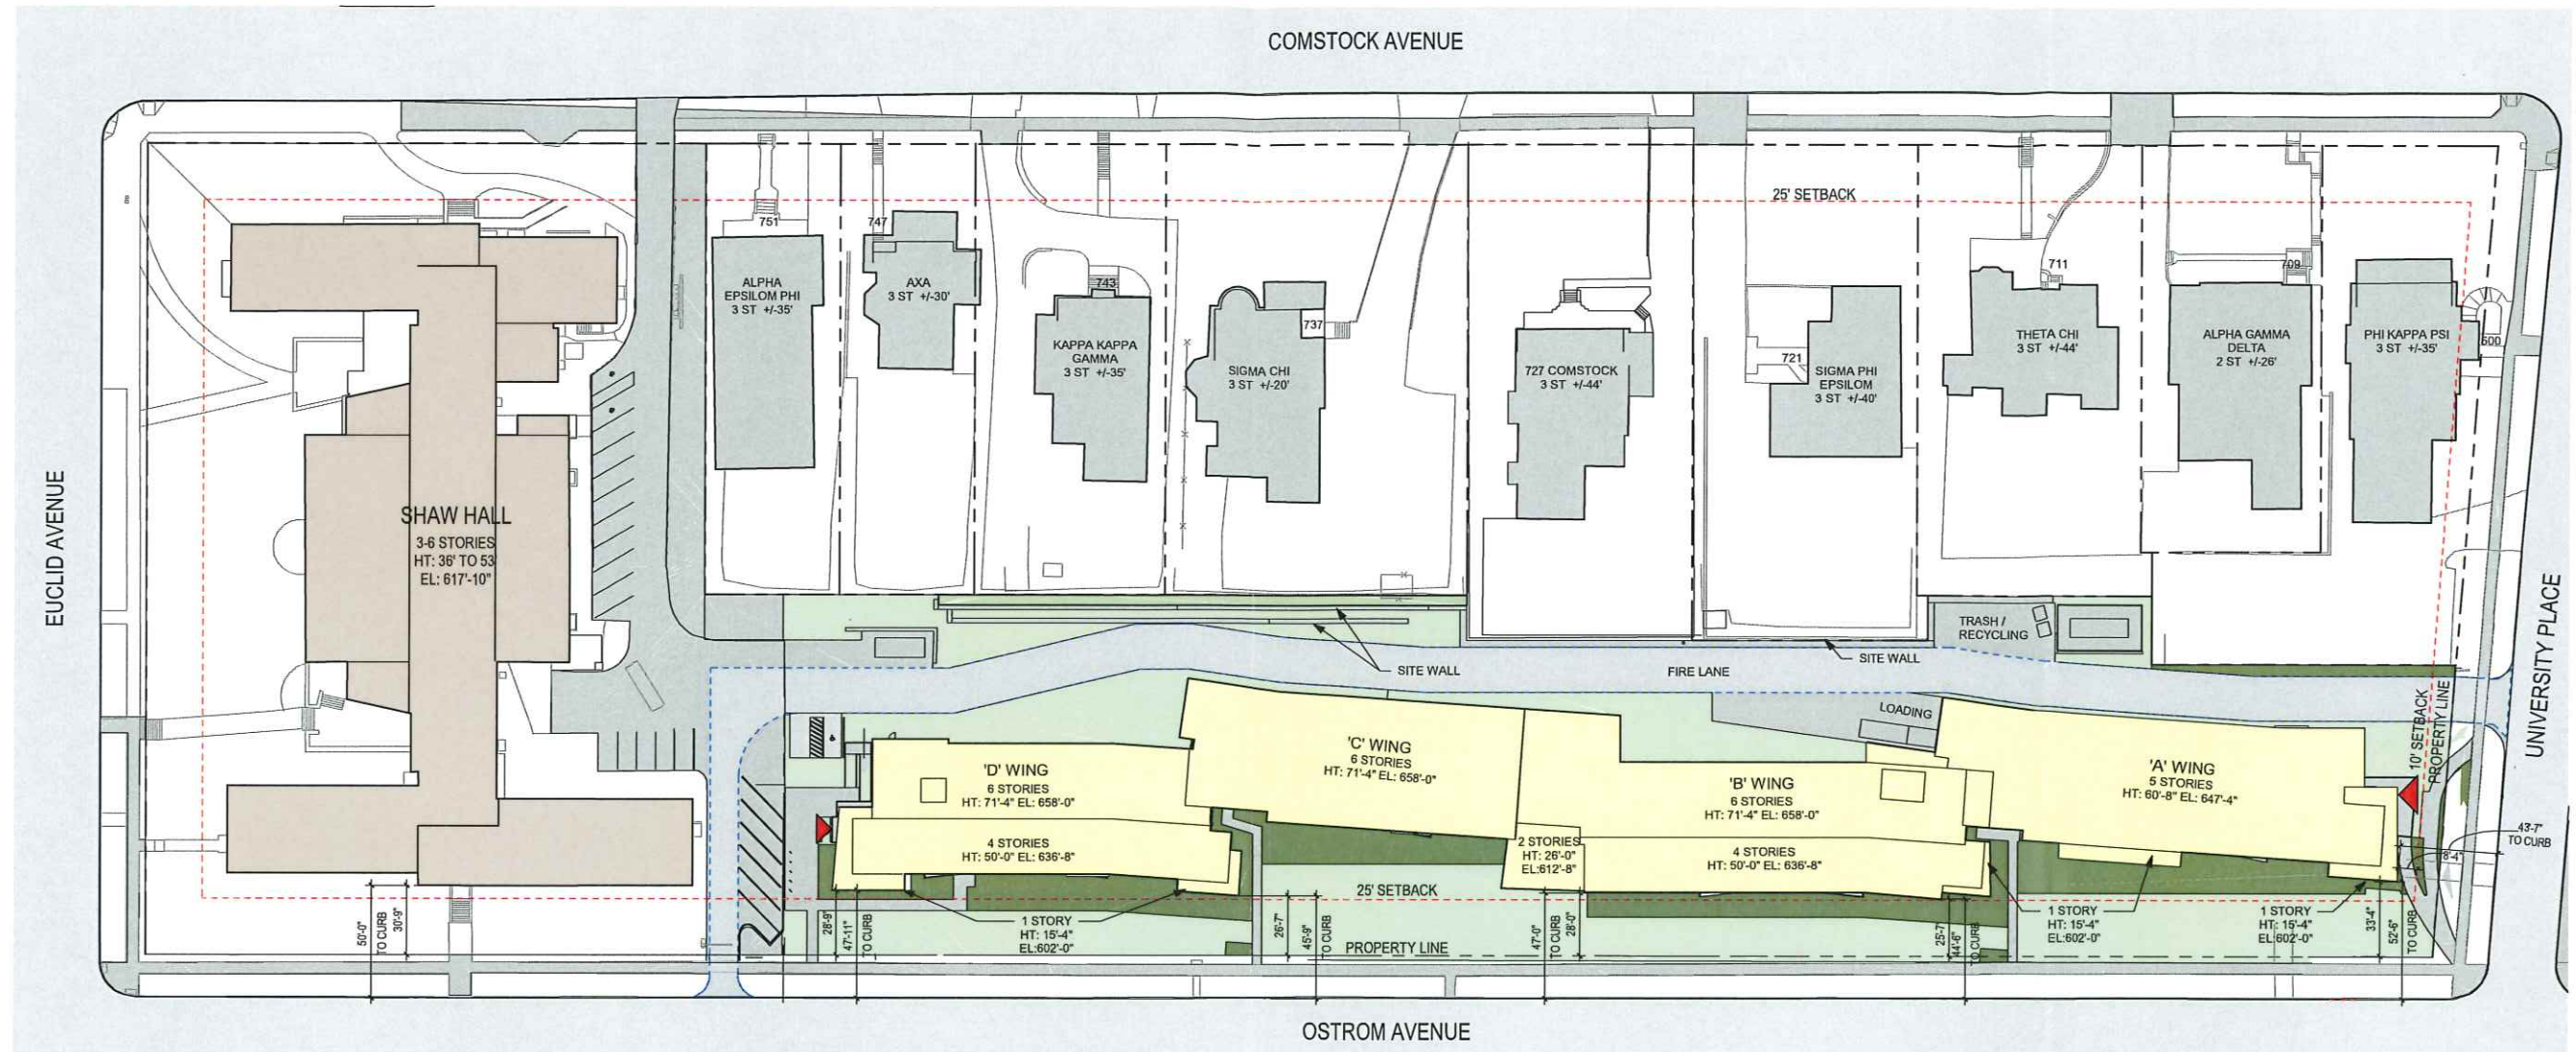 COMSTOCK AVENUE
25' SETBACK
751
747
743
737
721
711
709
500
ALPHA
EPSILOM PHI
3 ST +/-35'
AXA
3 ST +/-30'
KAPPA KAPPA
GAMMA
3 ST +/-35'
SIGMA CHI
3 ST +/-20'
727 COMSTOCK
3 ST +/-44'
SIGMA PHI
EPSILOM
3 ST +/-40'
THETA CHI
3 ST +/-44'
ALPHA GAMMA
DELTA
2 ST +/-26'
PHI KAPPA PSI
3 ST +/-35'
EUCLID AVENUE
SHAW HALL
3-6 STORIES
HT: 36' TO 53'
EL: 617'-10"
UNIVERSITY PLACE
TRASH /
RECYCLING
SITE WALL
FIRE LANE
SITE WALL
LOADING
10' SETBACK
PROPERTY LINE
'D' WING
6 STORIES
HT: 71'-4" EL: 658'-0"
4 STORIES
HT: 50'-0" EL: 636'-8"
'C' WING
6 STORIES
HT: 71'-4" EL: 658'-0"
'B' WING
6 STORIES
HT: 71'-4" EL: 658'-0"
2 STORIES
HT: 26'-0"
EL:612'-8"
4 STORIES
HT: 50'-0" EL: 636'-8"
'A' WING
5 STORIES
HT: 60'-8" EL: 647'-4"
43'-7"
TO CURB
8'-4"
25' SETBACK
50'-0"
TO CURB
30'-9"
28'-9"
47'-11"
TO CURB
1 STORY
HT: 15'-4"
EL:602'-0"
26'-7"
45'-9"
TO CURB
PROPERTY LINE
47'-0"
TO CURB
28'-0"
25'-7"
44'-6"
TO CURB
1 STORY
HT: 15'-4"
EL:602'-0"
1 STORY
HT: 15'-4"
EL:602'-0"
33'-4"
52'-6"
TO CURB
OSTROM AVENUE